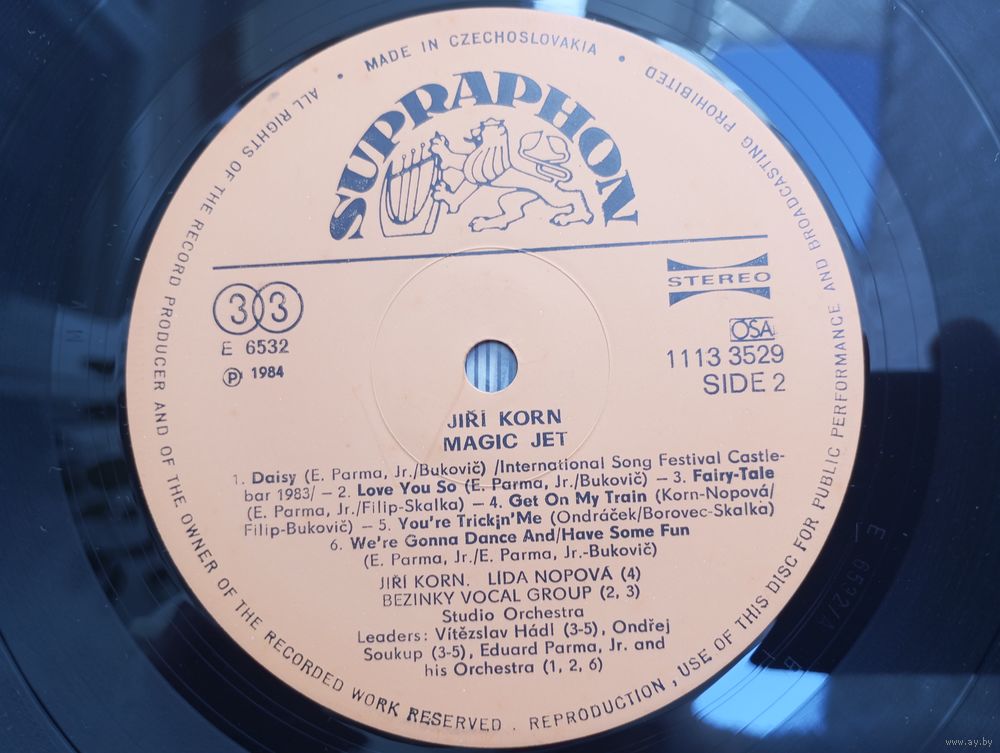 MADE IN CZECHOSLOVAKIA
SUPRAPHON
33
STEREO
E 6532
Ⓟ 1984
OSA
1113 3529
SIDE 2
JIŘÍ KORN
MAGIC JET
1. Daisy (E. Parma, Jr./Bukovič) /International Song Festival Castle-
bar 1983/ – 2. Love You So (E. Parma, Jr./Bukovič) – 3. Fairy-Tale
(E. Parma, Jr./Filip-Skalka) – 4. Get On My Train (Korn-Nopová/
Filip-Bukovič) – 5. You're Trickin'Me (Ondráček/Borovec-Skalka)
6. We're Gonna Dance And/Have Some Fun
(E. Parma, Jr./E. Parma, Jr.-Bukovič)
JIŘÍ KORN. LIDA NOPOVÁ (4)
BEZINKY VOCAL GROUP (2, 3)
Studio Orchestra
Leaders: Vítězslav Hádl (3-5), Ondřej
Soukup (3-5), Eduard Parma, Jr. and
his Orchestra (1, 2, 6)
ALL RIGHTS OF THE RECORD PRODUCER AND OF THE OWNER OF THE RECORDED WORK RESERVED . REPRODUCTION, USE OF THIS DISC FOR PUBLIC PERFORMANCE AND BROADCASTING PROHIBITED
www.ay.by